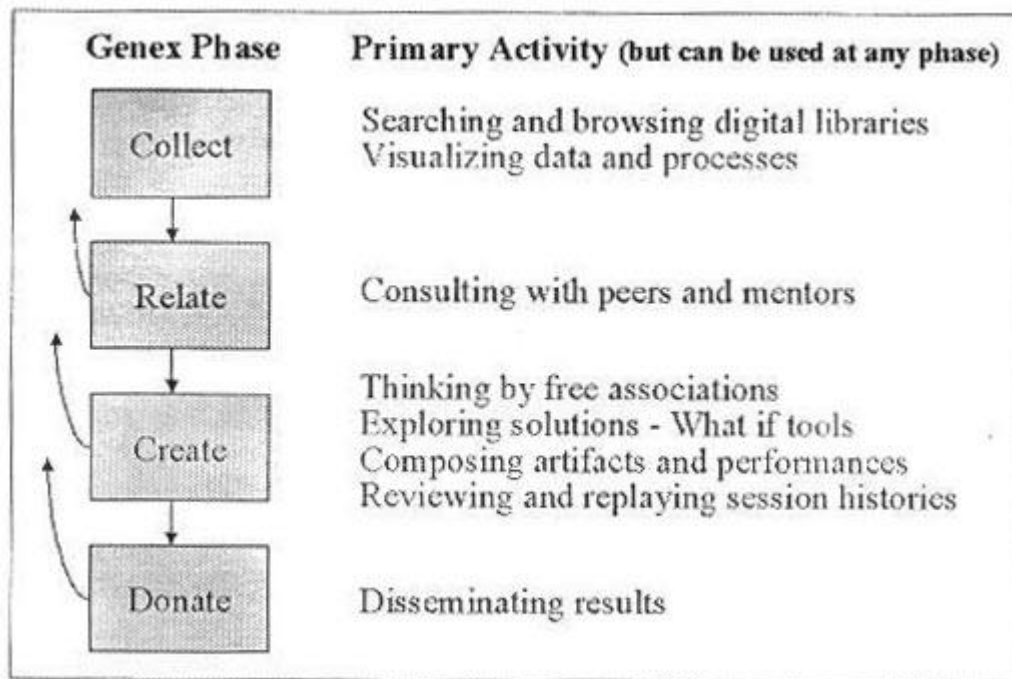 Genex Phase Primary Activity (but can be used at any phase)
Collect
Searching and browsing digital libraries
Visualizing data and processes
Relate
Consulting with peers and mentors
Create
Thinking by free associations
Exploring solutions - What if tools
Composing artifacts and performances
Reviewing and replaying session histories
Donate
Disseminating results